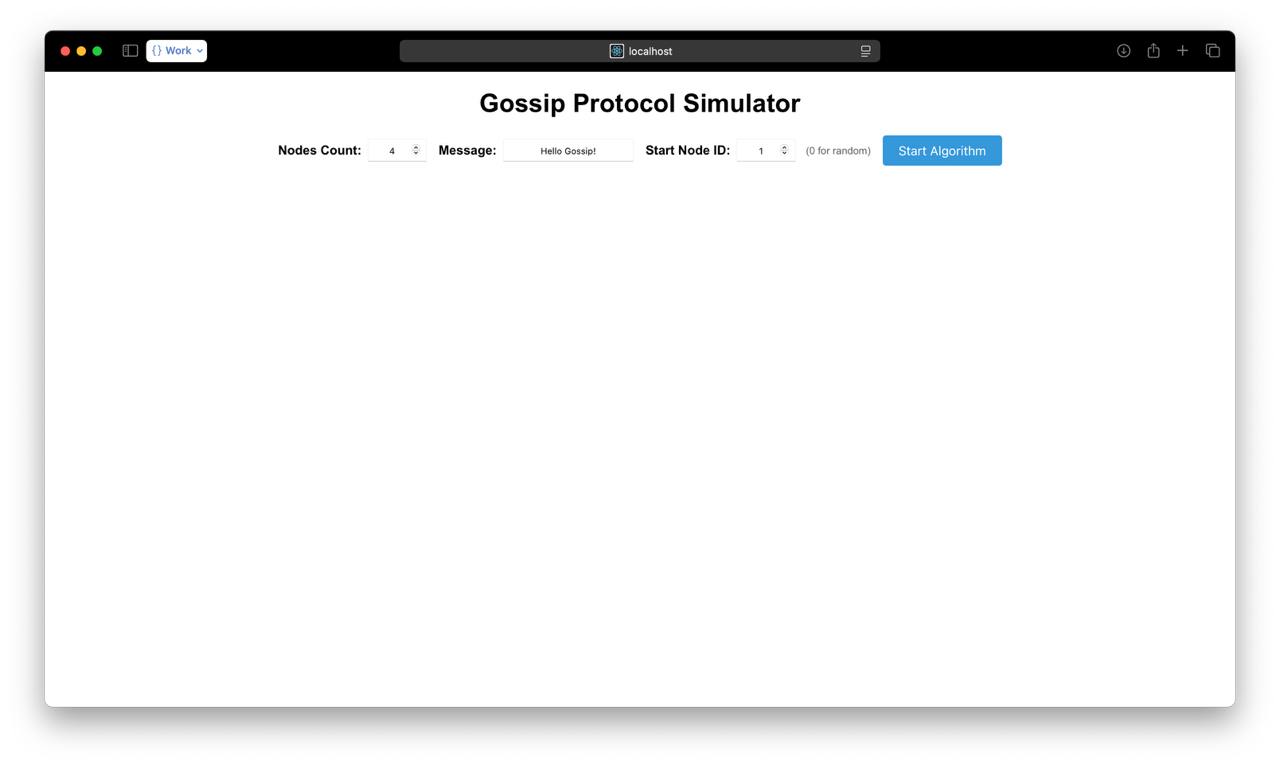 {} Work
localhost
Gossip Protocol Simulator
Nodes Count: 4 Message: Hello Gossip! Start Node ID: 1 (0 for random) Start Algorithm